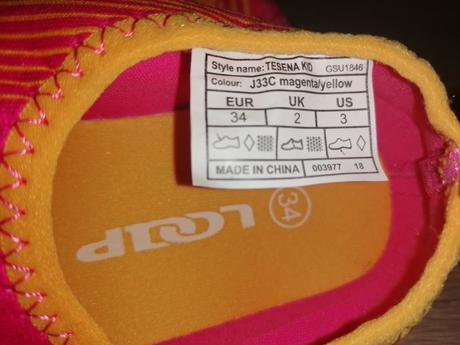 Style name: TESENA KID GSU1846
Colour: J33C magenta/yellow
EUR UK US
34 2 3
MADE IN CHINA 003977 18
34
LOAP